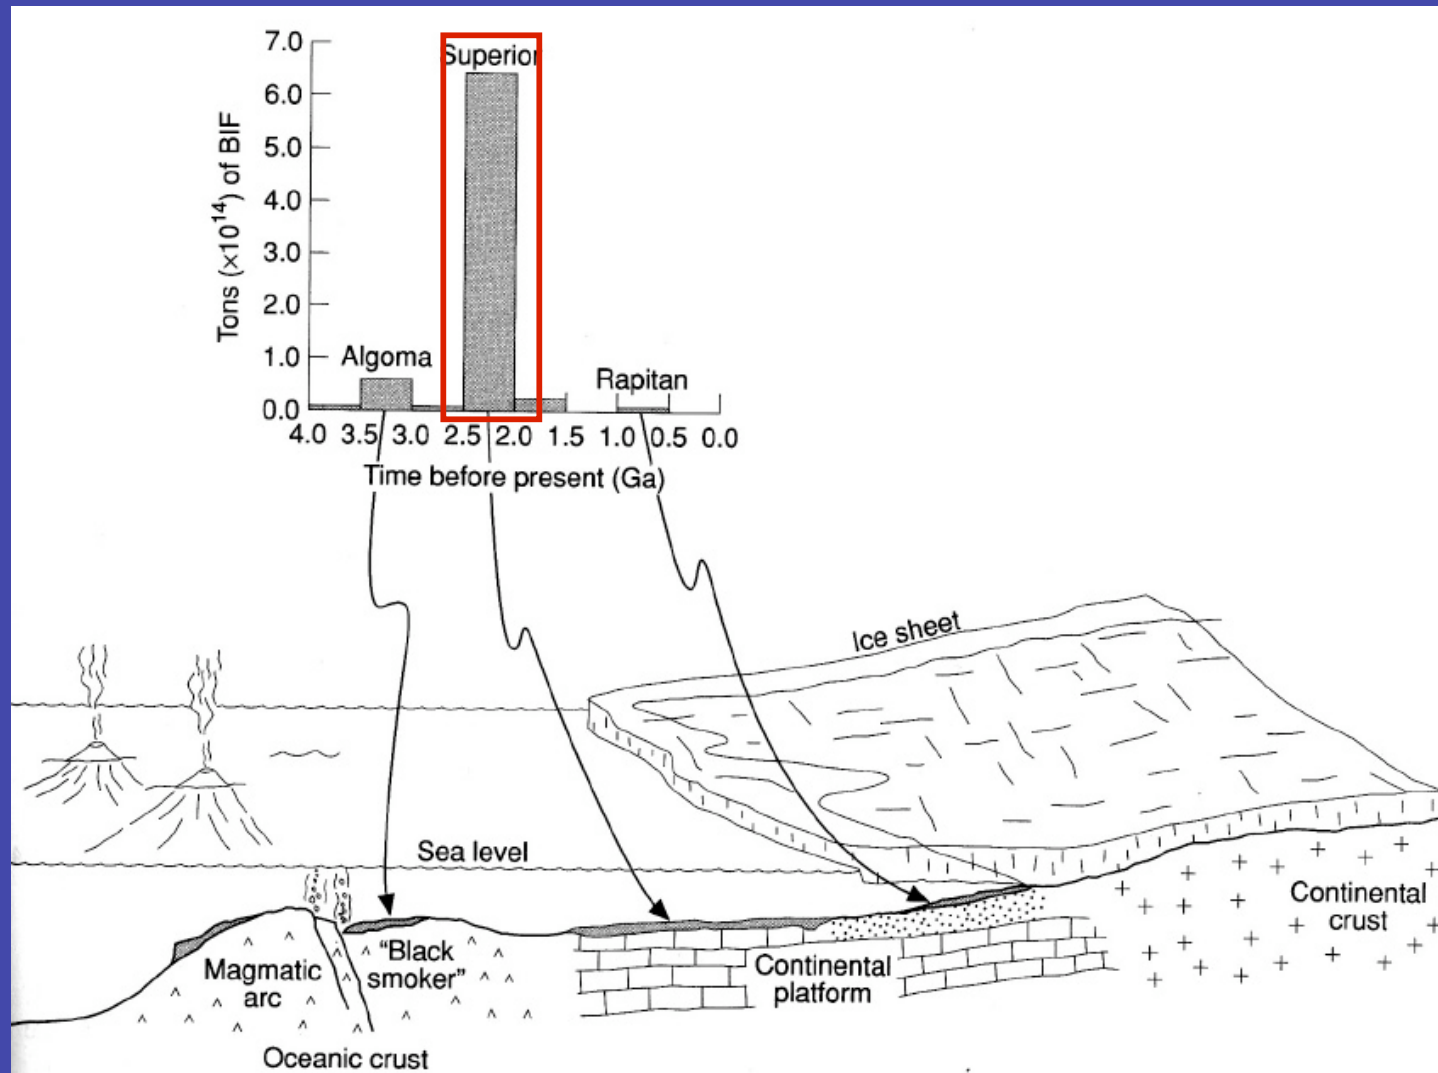 7.0
6.0
5.0
4.0
3.0
2.0
1.0
0.0
Tons (×10¹⁴) of BIF
Superior
Algoma
Rapitan
4.0 3.5 3.0 2.5 2.0 1.5 1.0 0.5 0.0
Time before present (Ga)
Ice sheet
Sea level
Magmatic
arc
“Black
smoker”
Continental
platform
Continental
crust
Oceanic crust